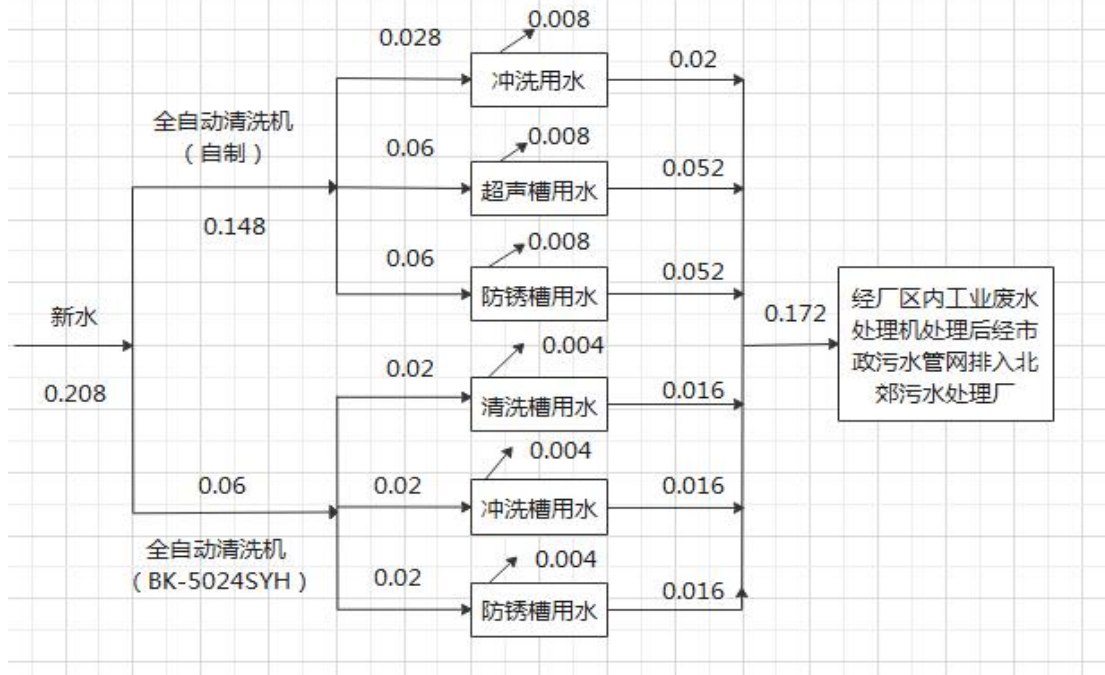 0.008
0.028
0.02
冲洗用水
全自动清洗机
（自制）
0.008
0.06
0.052
超声槽用水
0.148
0.008
0.06
0.052
防锈槽用水
新水
0.208
0.172
经厂区内工业废水
处理机处理后经市
政污水管网排入北
郊污水处理厂
0.004
0.02
0.016
清洗槽用水
0.004
0.06
0.02
0.016
冲洗槽用水
全自动清洗机
（BK-5024SYH）
0.004
0.02
0.016
防锈槽用水